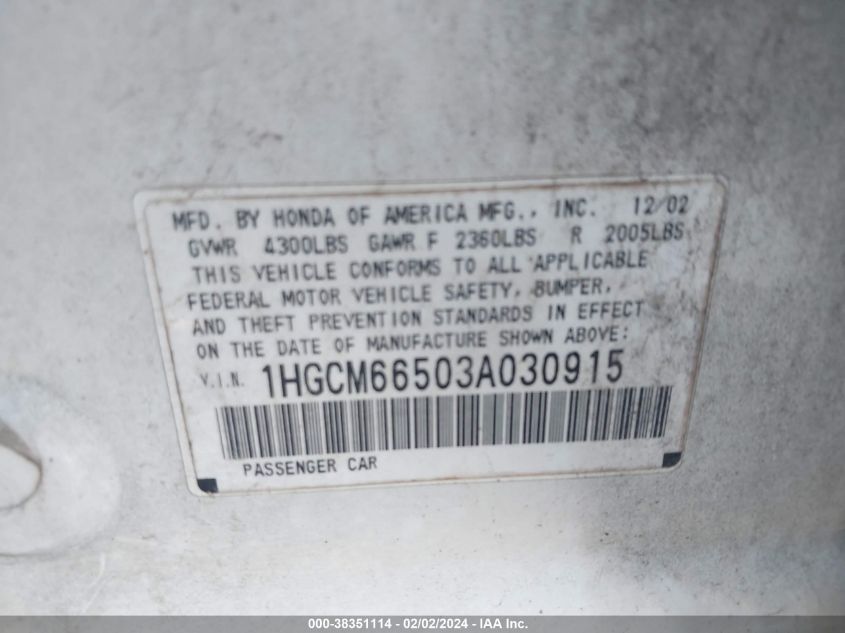 MFD. BY HONDA OF AMERICA MFG., INC. 12/02
GVWR 4300LBS GAWR F 2360LBS R 2005LBS
THIS VEHICLE CONFORMS TO ALL APPLICABLE
FEDERAL MOTOR VEHICLE SAFETY, BUMPER,
AND THEFT PREVENTION STANDARDS IN EFFECT
ON THE DATE OF MANUFACTURE SHOWN ABOVE:
V.I.N. 1HGCM66503A030915
PASSENGER CAR
000-38351114 - 02/02/2024 - IAA Inc.